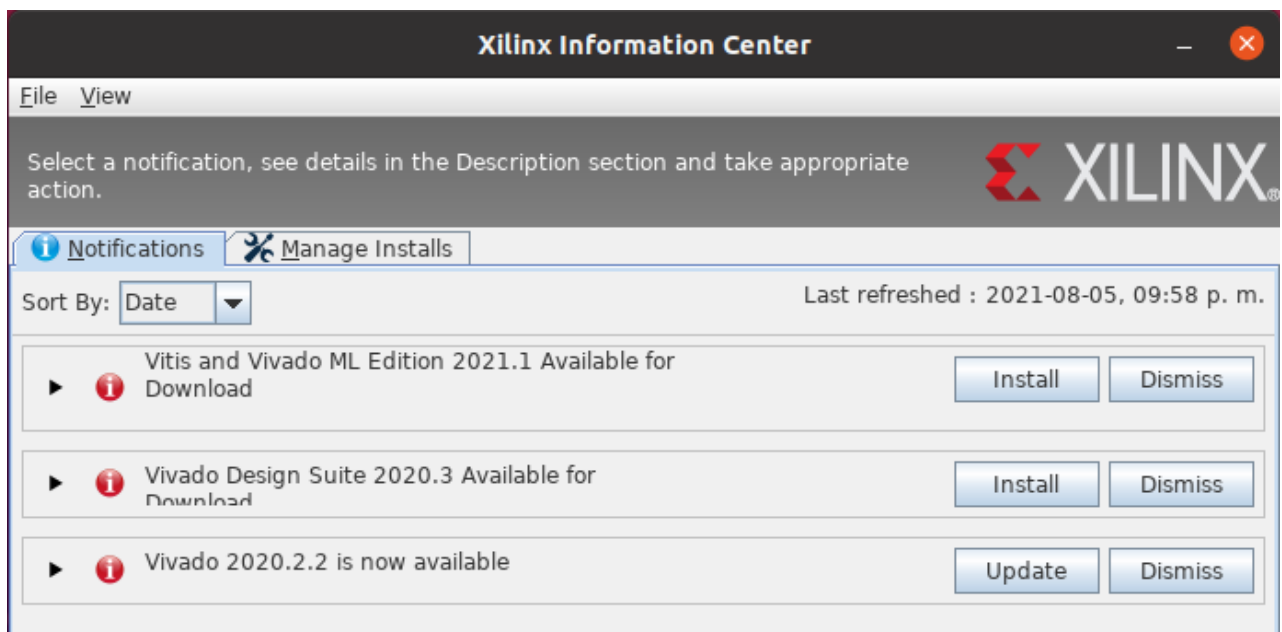 Xilinx Information Center
File View
Select a notification, see details in the Description section and take appropriate
action.
XILINX®
Notifications Manage Installs
Sort By: Date
Last refreshed : 2021-08-05, 09:58 p. m.
Vitis and Vivado ML Edition 2021.1 Available for
Download
Install Dismiss
Vivado Design Suite 2020.3 Available for
Download
Install Dismiss
Vivado 2020.2.2 is now available
Update Dismiss